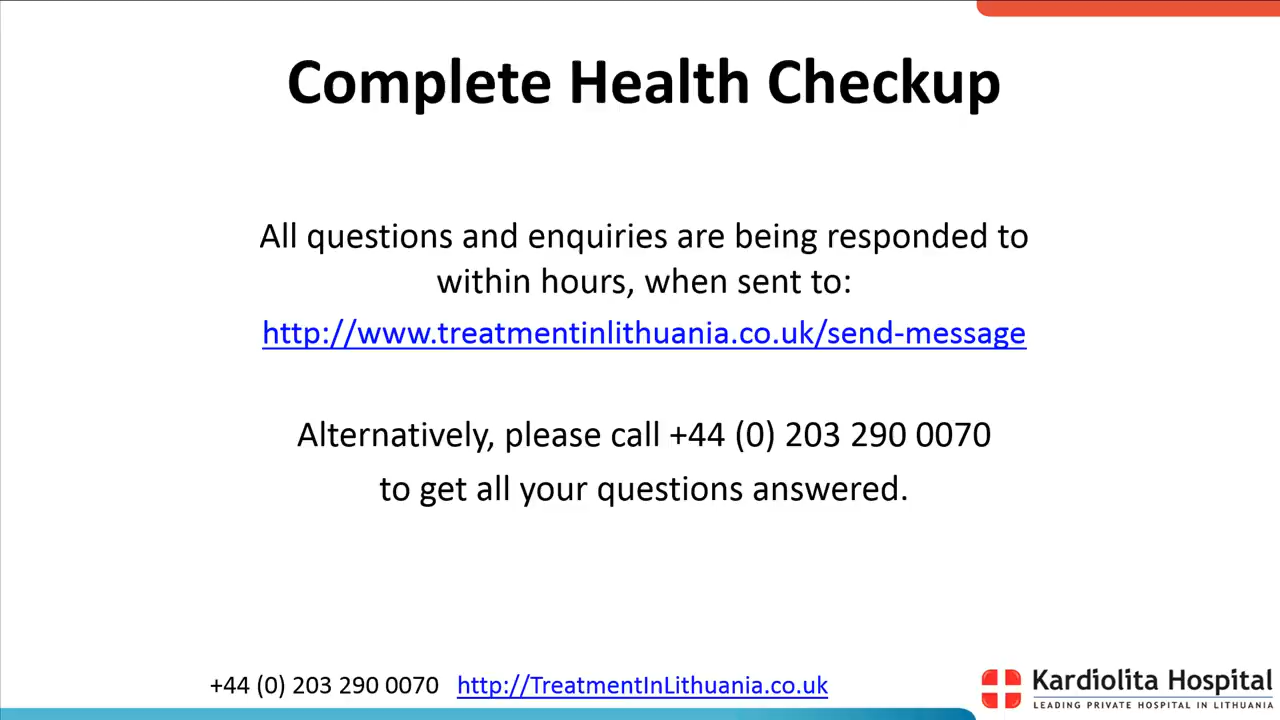 Complete Health Checkup
All questions and enquiries are being responded to
within hours, when sent to:
http://www.treatmentinlithuania.co.uk/send-message
Alternatively, please call +44 (0) 203 290 0070
to get all your questions answered.
+44 (0) 203 290 0070 http://TreatmentInLithuania.co.uk
Kardiolita Hospital
LEADING PRIVATE HOSPITAL IN LITHUANIA